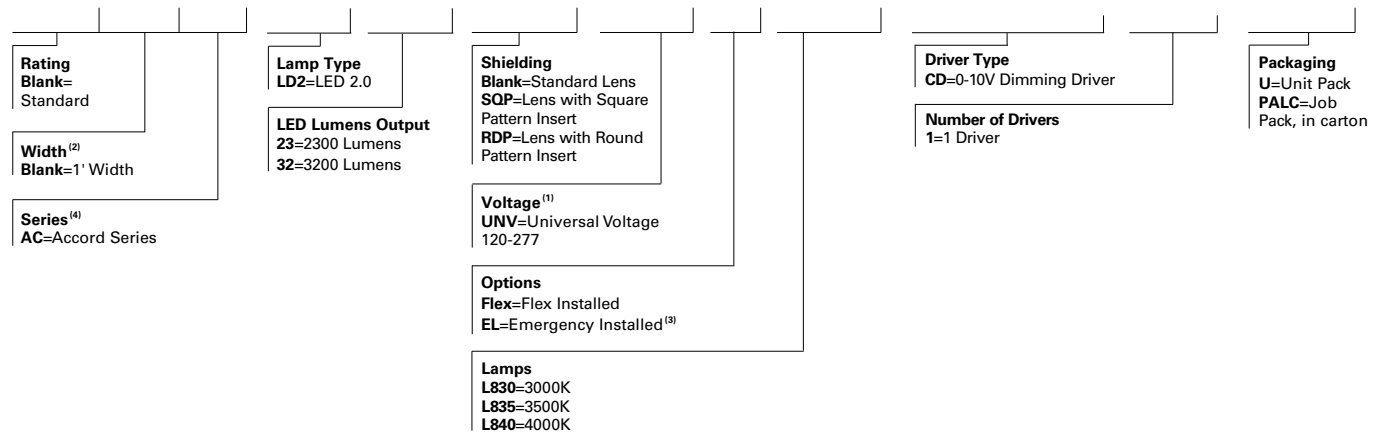 Rating
Blank=
Standard
Width(2)
Blank=1' Width
Series(4)
AC=Accord Series
Lamp Type
LD2=LED 2.0
LED Lumens Output
23=2300 Lumens
32=3200 Lumens
Shielding
Blank=Standard Lens
SQP=Lens with Square
Pattern Insert
RDP=Lens with Round
Pattern Insert
Voltage(1)
UNV=Universal Voltage
120-277
Options
Flex=Flex Installed
EL=Emergency Installed(3)
Lamps
L830=3000K
L835=3500K
L840=4000K
Driver Type
CD=0-10V Dimming Driver
Number of Drivers
1=1 Driver
Packaging
U=Unit Pack
PALC=Job
Pack, in carton